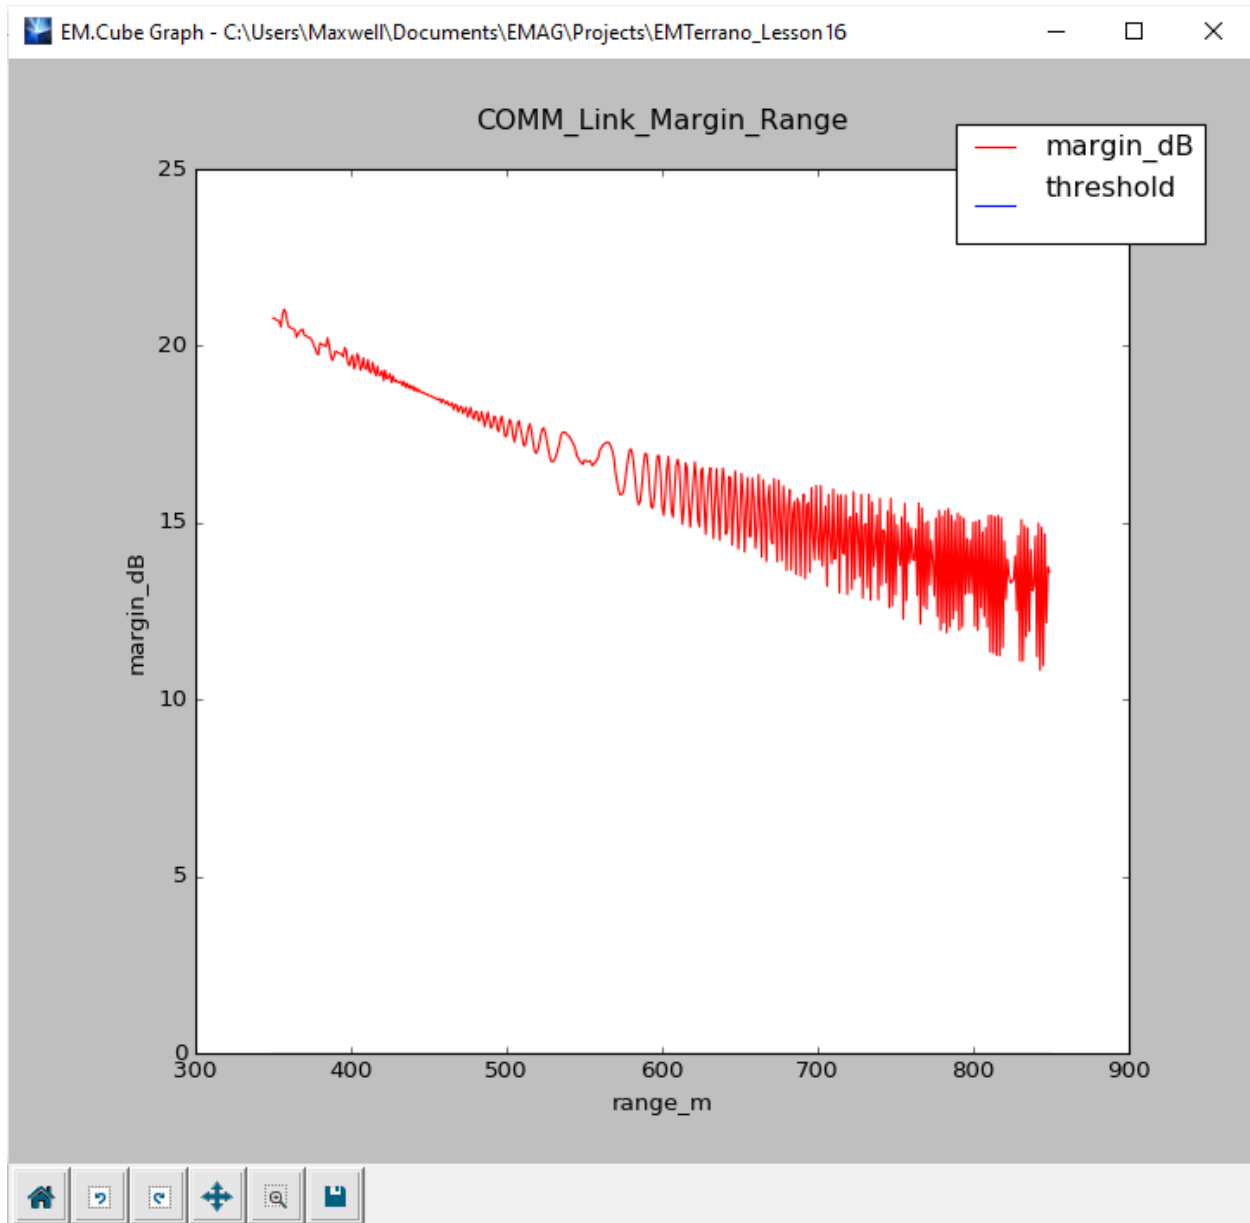 EM.Cube Graph - C:\Users\Maxwell\Documents\EMAG\Projects\EMTerrano_Lesson16
COMM_Link_Margin_Range
margin_dB
threshold
25
20
15
10
5
0
margin_dB
300 400 500 600 700 800 900
range_m